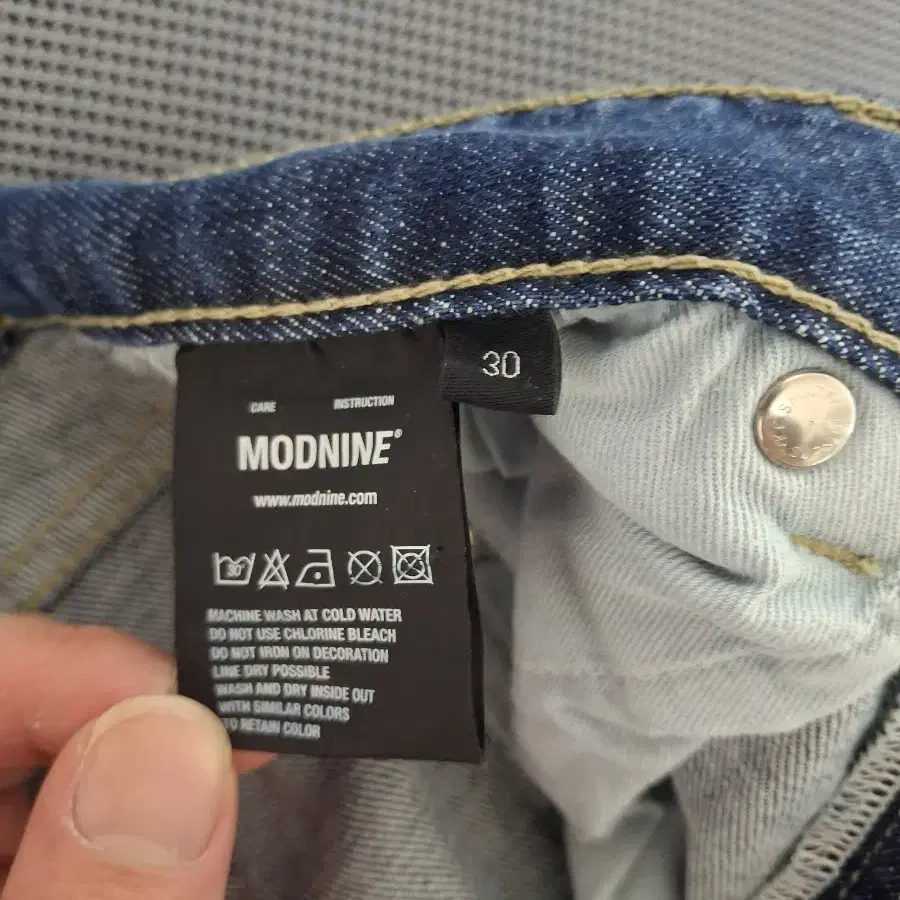 30
CARE INSTRUCTION
MODNINE®
www.modnine.com
30
MACHINE WASH AT COLD WATER
DO NOT USE CHLORINE BLEACH
DO NOT IRON ON DECORATION
LINE DRY POSSIBLE
WASH AND DRY INSIDE OUT
WITH SIMILAR COLORS
TO RETAIN COLOR